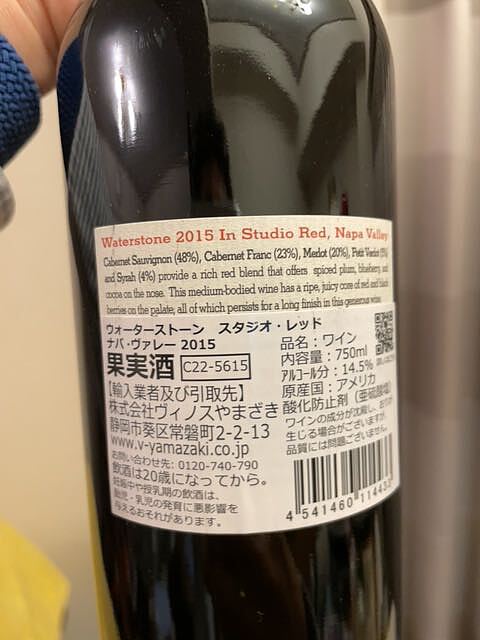 Waterstone 2015 In Studio Red, Napa Valley
Cabernet Sauvignon (48%), Cabernet Franc (23%), Merlot (20%), Petit Verdot (5%)
and Syrah (4%) provide a rich red blend that offers spiced plum, blueberry, and
cocoa on the nose. This medium-bodied wine has a ripe, juicy core of red and black
berries on the palate, all of which persists for a long finish in this generous wine.
ウォーターストーン スタジオ・レッド
ナパ・ヴァレー 2015
果実酒 C22-5615
【輸入業者及び引取先】
株式会社ヴィノスやまざき
静岡市葵区常磐町2-2-13
www.v-yamazaki.co.jp
お問い合わせ先: 0120-740-790
飲酒は20歳になってから。
妊娠中や授乳期の飲酒は、
胎児・乳児の発育に悪影響を
与えるおそれがあります。
品名：ワイン
内容量：750ml
アルコール分：14.5%
原産国：アメリカ
酸化防止剤（亜硫酸塩）
ワインの成分が沈殿し、おりが
生じる場合がございますが、
品質には問題ございません。
4 541460 11443